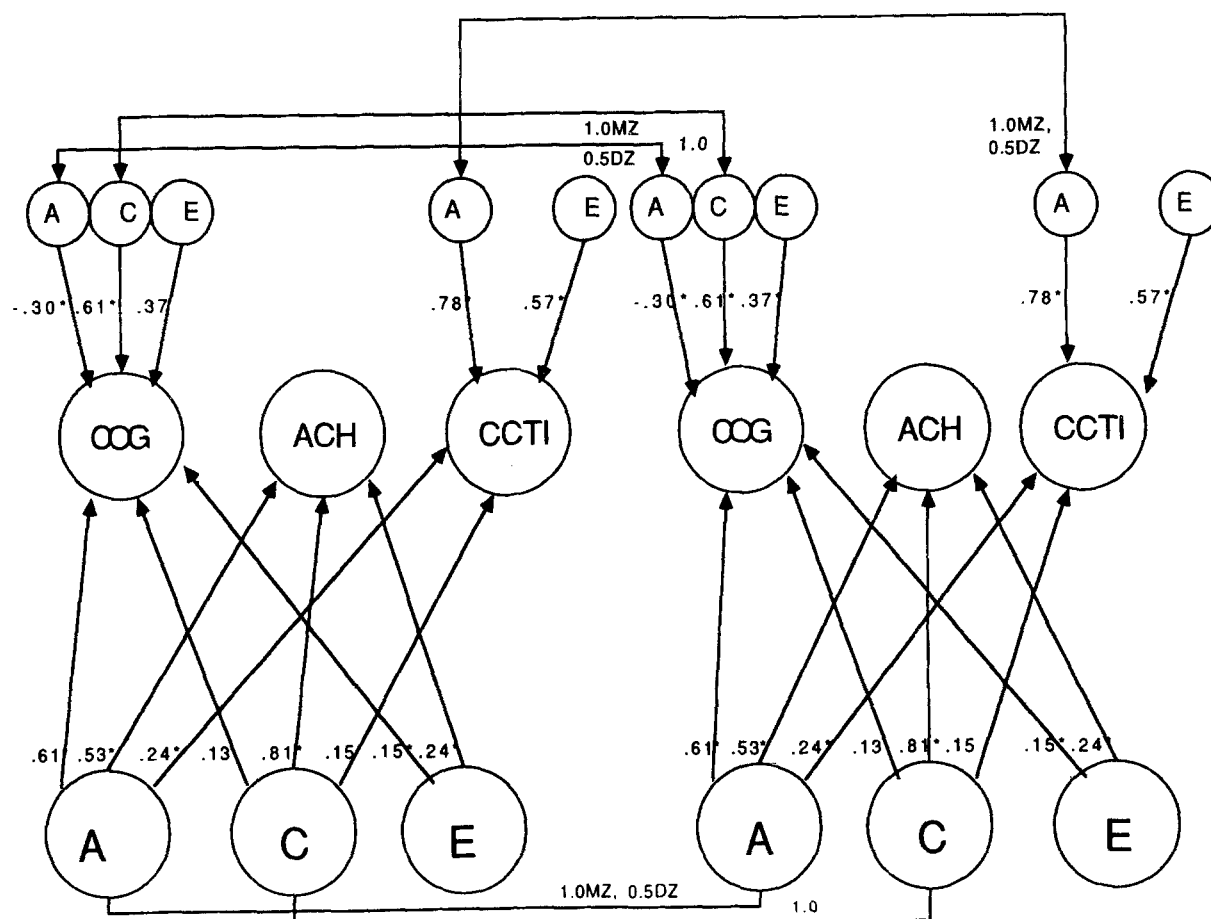 1.0MZ
0.5DZ
1.0
1.0MZ,
0.5DZ
A C E A E A C E A E
-.30* .61* .37 .78* .57* -.30* .61* .37* .78* .57*
COG ACH CCTI COG ACH CCTI
.61* .53* .24* .13 .81* .15 .15* .24* .61* .53* .24* .13 .81* .15 .15* .24*
A C E A C E
1.0MZ, 0.5DZ
1.0